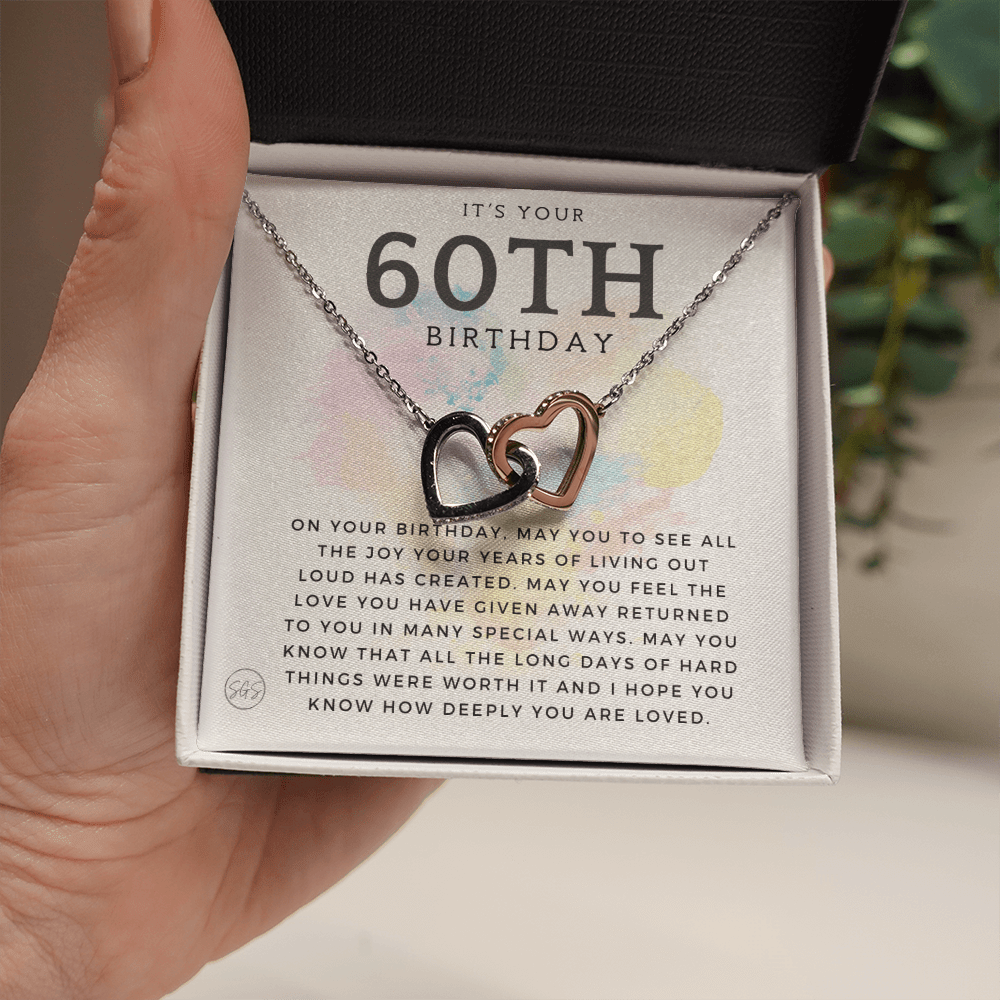 IT'S YOUR
60TH
BIRTHDAY
ON YOUR BIRTHDAY, MAY YOU TO SEE ALL
THE JOY YOUR YEARS OF LIVING OUT
LOUD HAS CREATED. MAY YOU FEEL THE
LOVE YOU HAVE GIVEN AWAY RETURNED
TO YOU IN MANY SPECIAL WAYS. MAY YOU
KNOW THAT ALL THE LONG DAYS OF HARD
THINGS WERE WORTH IT AND I HOPE YOU
KNOW HOW DEEPLY YOU ARE LOVED.
SGS